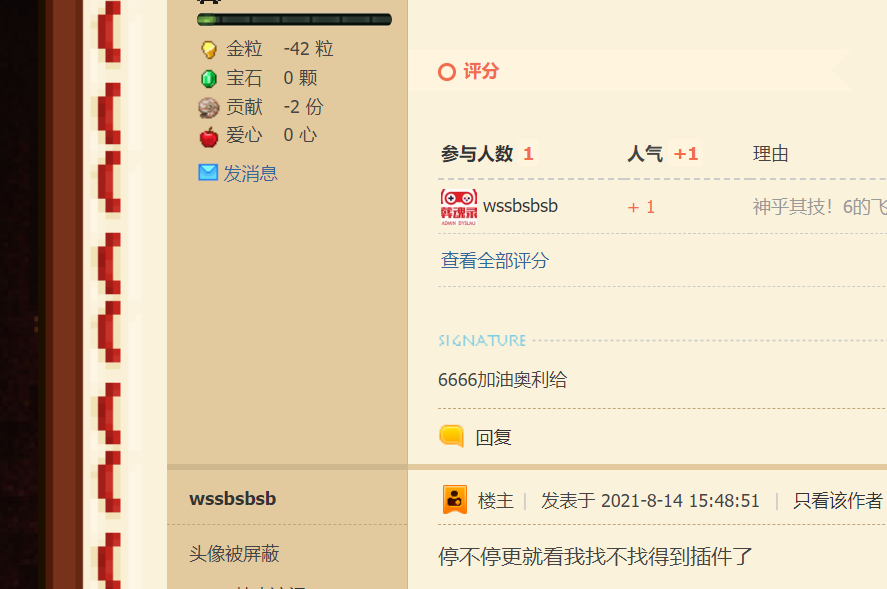 金粒 -42 粒
宝石 0 颗
贡献 -2 份
爱心 0 心
发消息
评分
参与人数 1 人气 +1 理由
wssbsbsb + 1 神乎其技！6的飞
查看全部评分
SIGNATURE
6666加油奥利给
回复
wssbsbsb
头像被屏蔽
楼主 | 发表于 2021-8-14 15:48:51 | 只看该作者
停不停更就看我找不找得到插件了